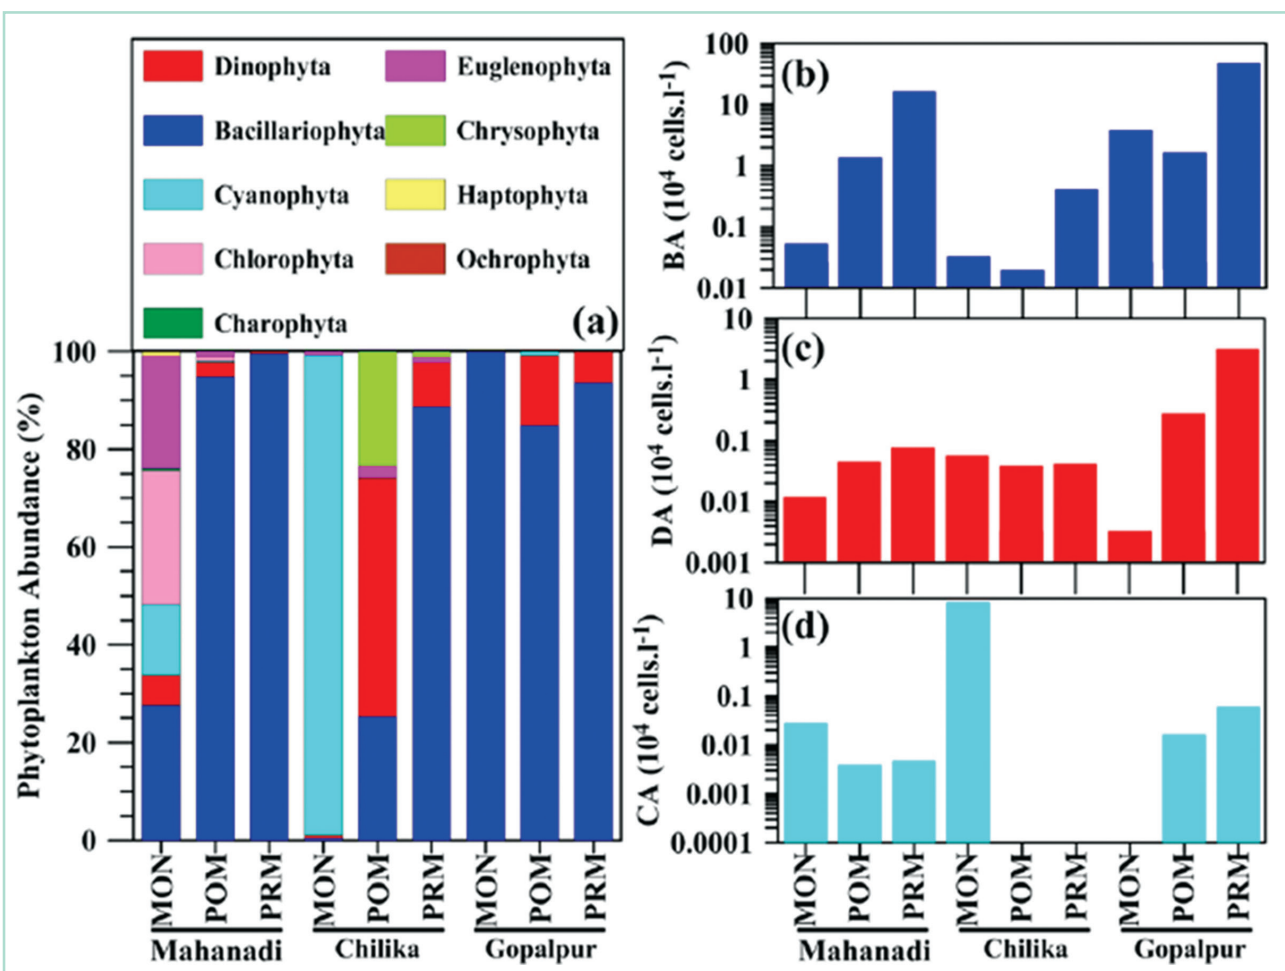 Dinophyta
Euglenophyta
Bacillariophyta
Chrysophyta
Cyanophyta
Haptophyta
Chlorophyta
Ochrophyta
Charophyta
(a)
Phytoplankton Abundance (%)
100
80
60
40
20
0
MON
POM
PRM
MON
POM
PRM
MON
POM
PRM
Mahanadi
Chilika
Gopalpur
(b)
BA (10⁴ cells.l⁻¹)
100
10
1
0.1
0.01
(c)
DA (10⁴ cells.l⁻¹)
10
1
0.1
0.01
0.001
(d)
CA (10⁴ cells.l⁻¹)
10
1
0.1
0.01
0.001
0.0001
MON
POM
PRM
MON
POM
PRM
MON
POM
PRM
Mahanadi
Chilika
Gopalpur